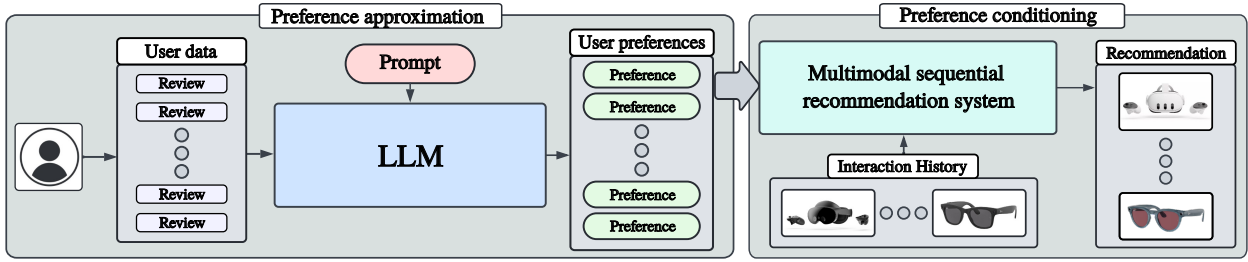 Preference approximation
User data
Review
Review
Review
Review
Prompt
LLM
User preferences
Preference
Preference
Preference
Preference
Preference conditioning
Multimodal sequential
recommendation system
Interaction History
Recommendation